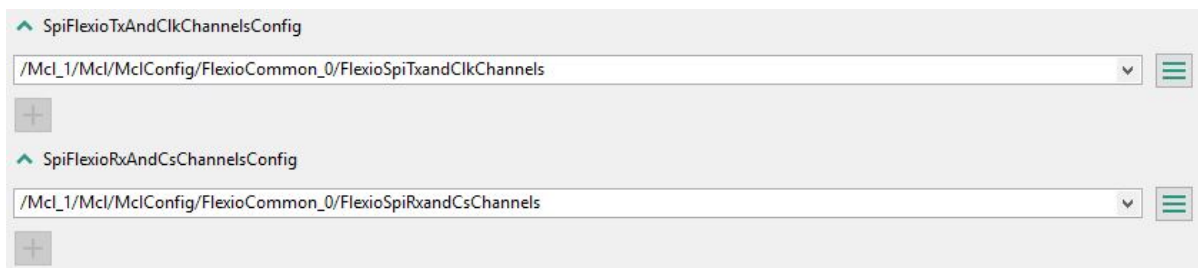 SpiFlexioTxAndClkChannelsConfig
/Mcl_1/Mcl/MclConfig/FlexioCommon_0/FlexioSpiTxandClkChannels
SpiFlexioRxAndCsChannelsConfig
/Mcl_1/Mcl/MclConfig/FlexioCommon_0/FlexioSpiRxandCsChannels